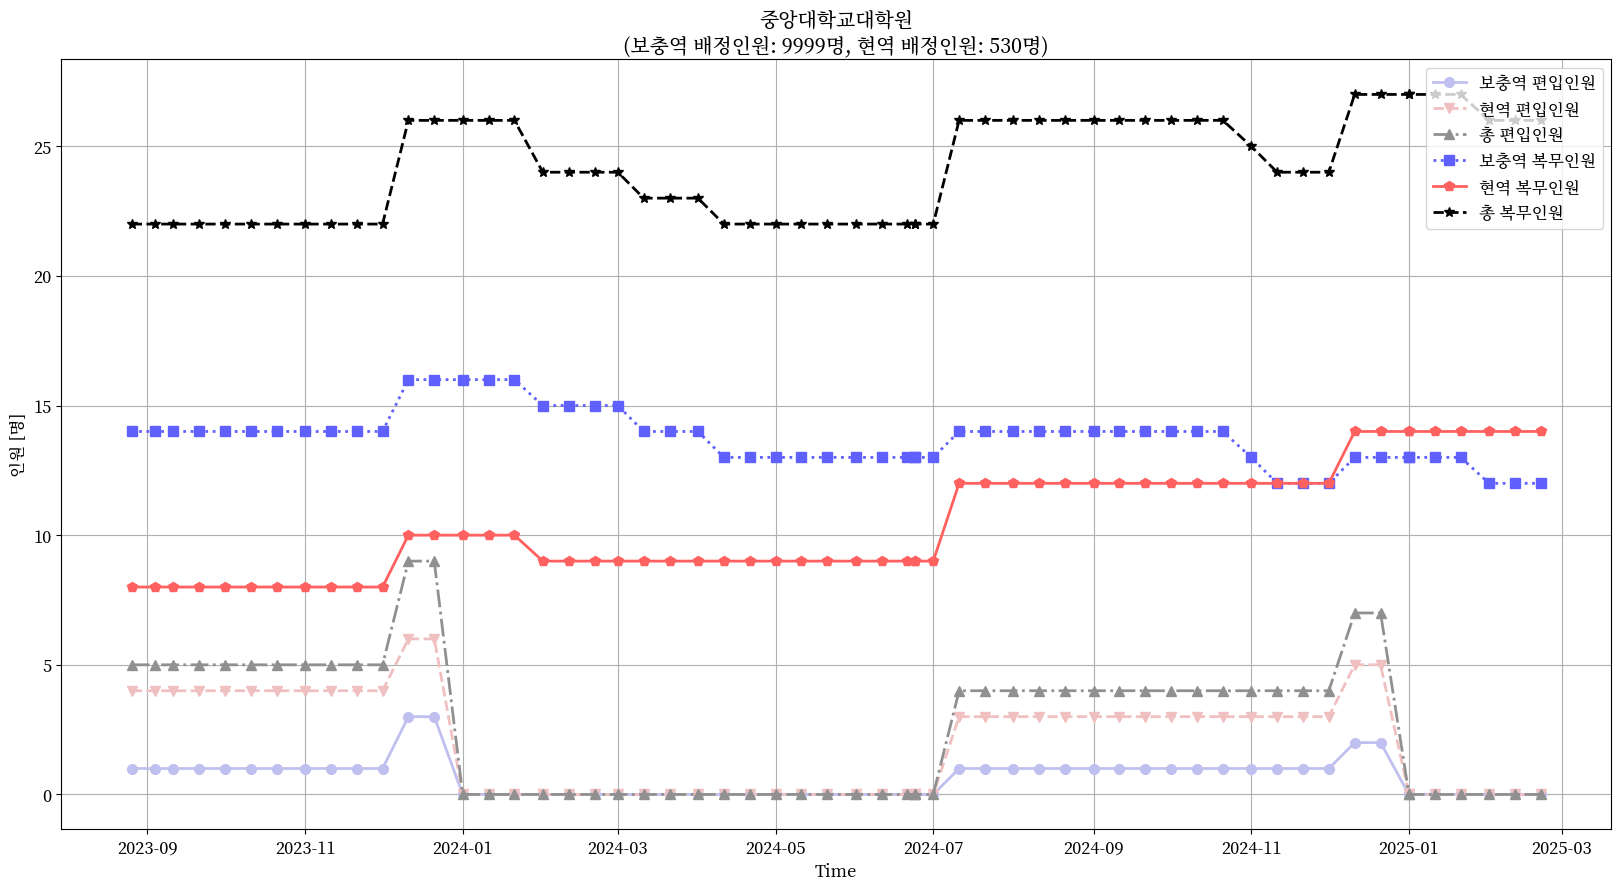 중앙대학교대학원
(보충역 배정인원: 9999명, 현역 배정인원: 530명)
보충역 편입인원
현역 편입인원
총 편입인원
보충역 복무인원
현역 복무인원
총 복무인원
인원 [명]
25
20
15
10
5
0
2023-09
2023-11
2024-01
2024-03
2024-05
2024-07
2024-09
2024-11
2025-01
2025-03
Time